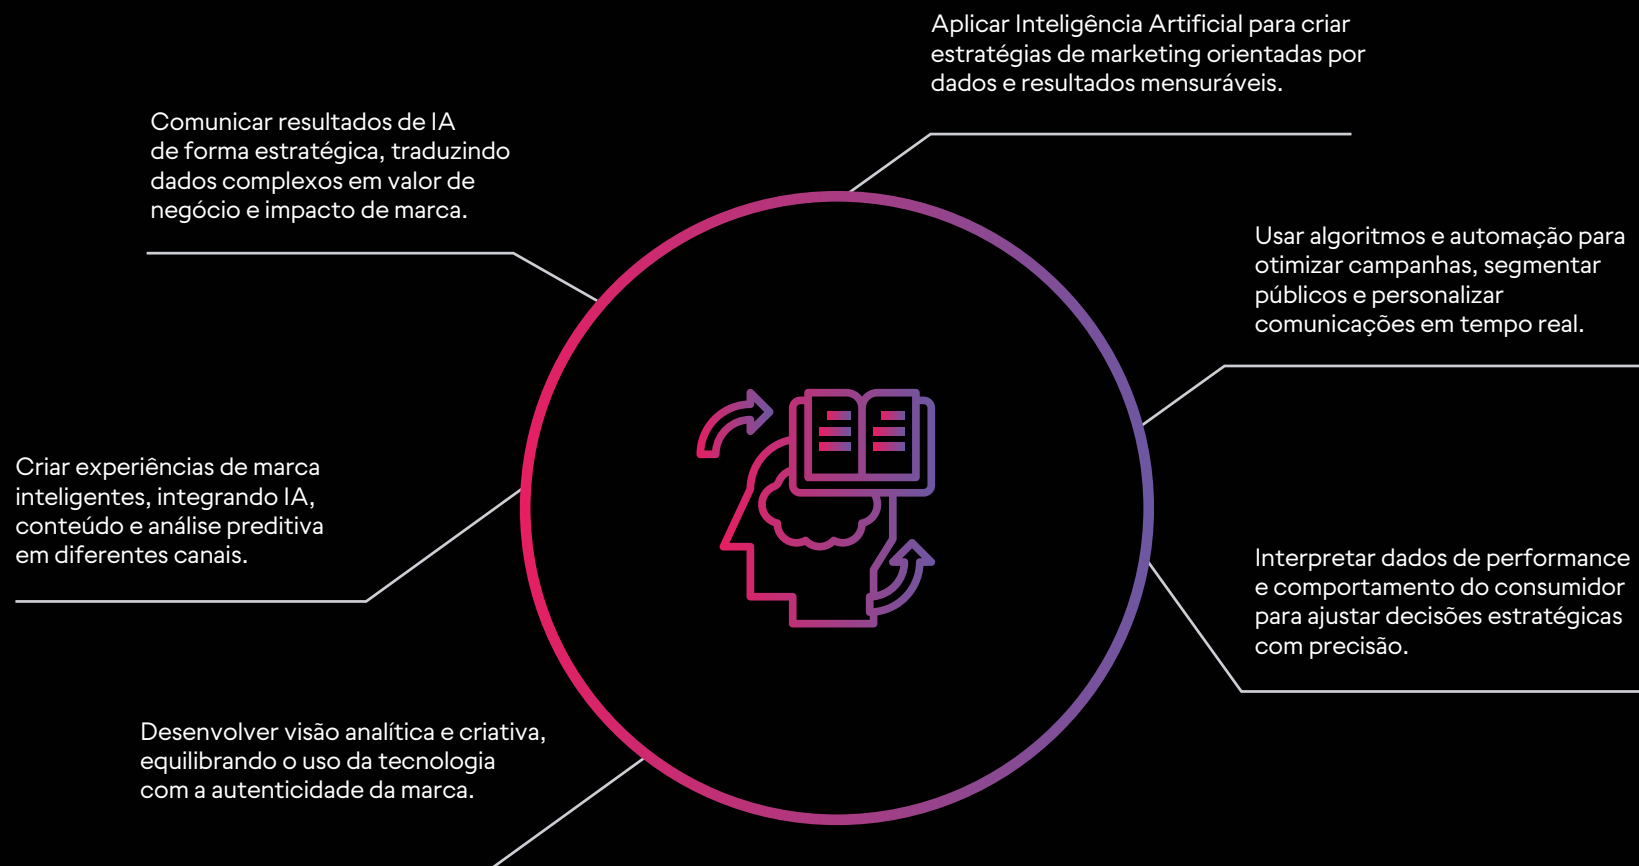 Aplicar Inteligência Artificial para criar
estratégias de marketing orientadas por
dados e resultados mensuráveis.
Comunicar resultados de IA
de forma estratégica, traduzindo
dados complexos em valor de
negócio e impacto de marca.
Usar algoritmos e automação para
otimizar campanhas, segmentar
públicos e personalizar
comunicações em tempo real.
Criar experiências de marca
inteligentes, integrando IA,
conteúdo e análise preditiva
em diferentes canais.
Interpretar dados de performance
e comportamento do consumidor
para ajustar decisões estratégicas
com precisão.
Desenvolver visão analítica e criativa,
equilibrando o uso da tecnologia
com a autenticidade da marca.